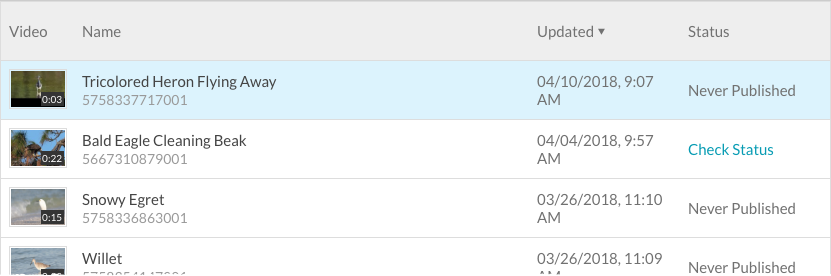 Video Name Updated ▼ Status
Tricolored Heron Flying Away
5758337717001
0:03
04/10/2018, 9:07
AM
Never Published
Bald Eagle Cleaning Beak
5667310879001
0:22
04/04/2018, 9:57
AM
Check Status
Snowy Egret
5758336863001
0:15
03/26/2018, 11:10
AM
Never Published
Willet
03/26/2018, 11:09
AM
Never Published